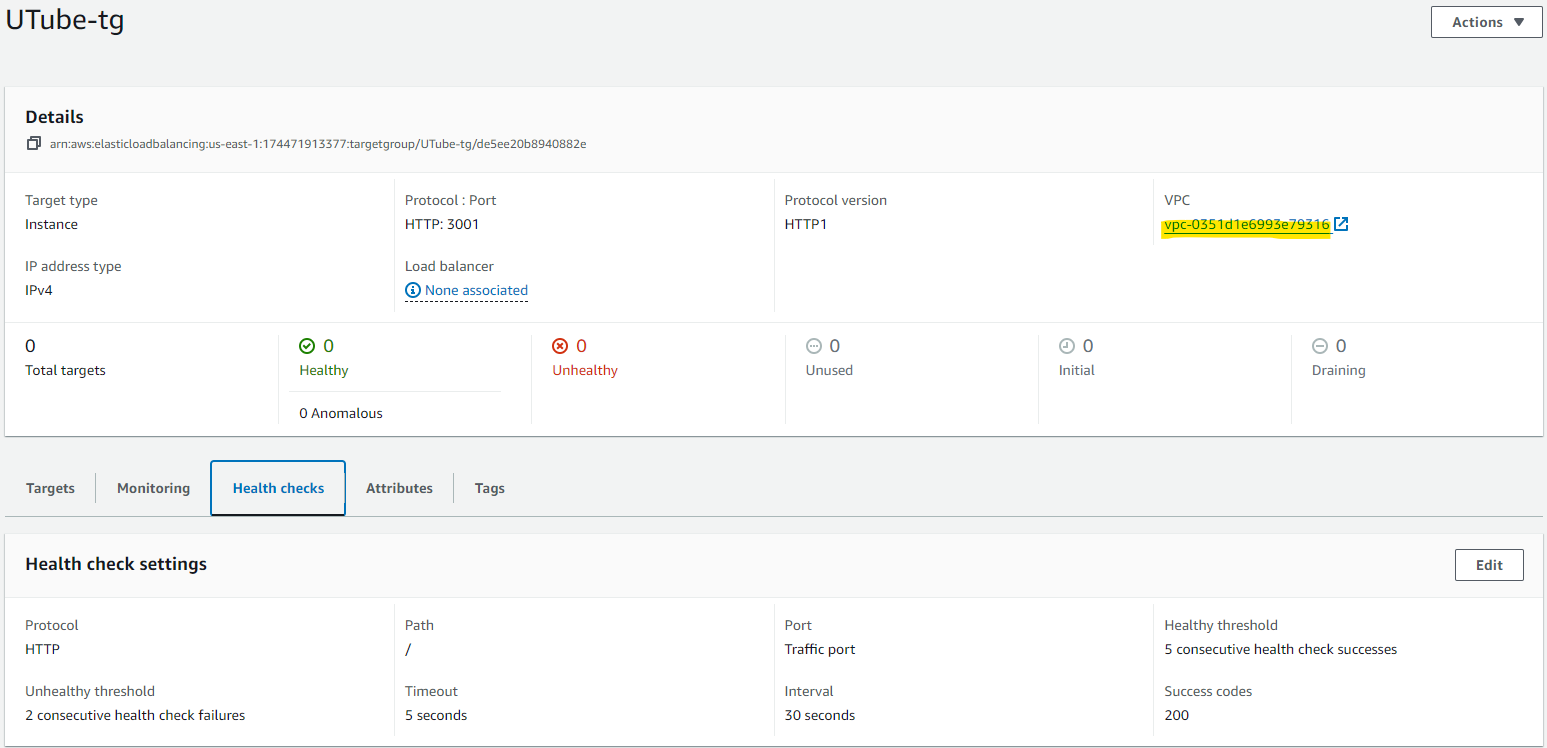 UTube-tg
Actions
Details
arn:aws:elasticloadbalancing:us-east-1:174471913377:targetgroup/UTube-tg/de5ee20b8940882e
Target type
Instance
Protocol : Port
HTTP: 3001
Protocol version
HTTP1
VPC
vpc-0351d1e6993e79316
IP address type
IPv4
Load balancer
None associated
0
Total targets
0
Healthy
0 Anomalous
0
Unhealthy
0
Unused
0
Initial
0
Draining
Targets
Monitoring
Health checks
Attributes
Tags
Health check settings
Edit
Protocol
HTTP
Path
/
Port
Traffic port
Healthy threshold
5 consecutive health check successes
Unhealthy threshold
2 consecutive health check failures
Timeout
5 seconds
Interval
30 seconds
Success codes
200